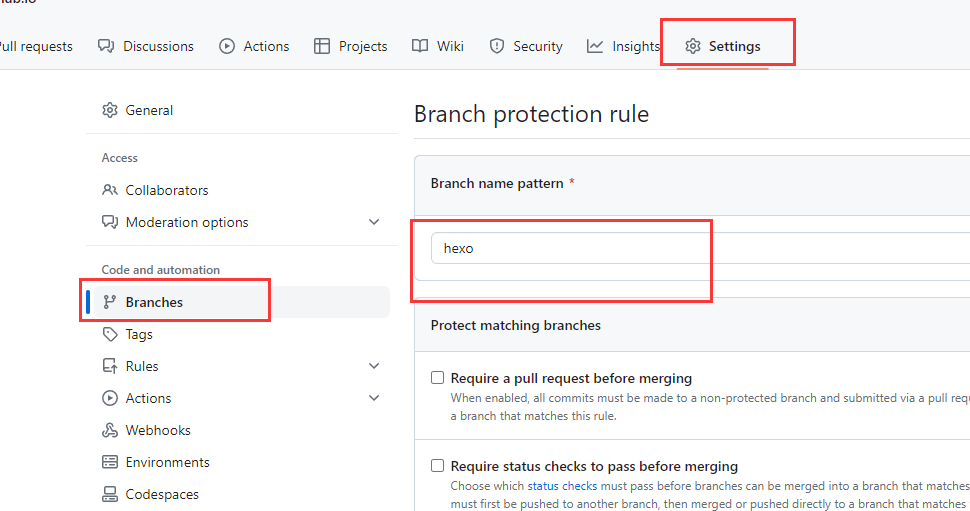 Pull requests Discussions Actions Projects Wiki Security Insights Settings
General
Access
Collaborators
Moderation options
Code and automation
Branches
Tags
Rules
Actions
Webhooks
Environments
Codespaces
Branch protection rule
Branch name pattern *
hexo
Protect matching branches
Require a pull request before merging
When enabled, all commits must be made to a non-protected branch and submitted via a pull
a branch that matches this rule.
Require status checks to pass before merging
Choose which status checks must pass before branches can be merged into a branch that matches
must first be pushed to another branch, then merged or pushed directly to a branch that matches